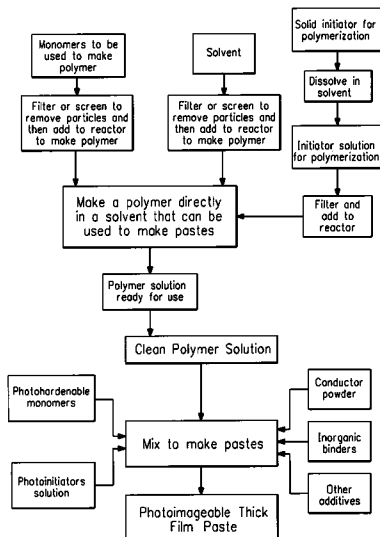 Monomers to be
used to make
polymer
Solvent
Solid initiator for
polymerization
Filter or screen to
remove particles and
then add to reactor
to make polymer
Filter or screen to
remove particles and
then add to reactor
to make polymer
Dissolve in
solvent
Initiator solution
for polymerization
Make a polymer directly
in a solvent that can be
used to make pastes
Filter and
add to
reactor
Polymer solution
ready for use
Clean Polymer Solution
Photohardenable
monomers
Photoinitiators
solution
Mix to make pastes
Conductor
powder
Inorganic
binders
Other
additives
Photoimageable Thick
Film Paste